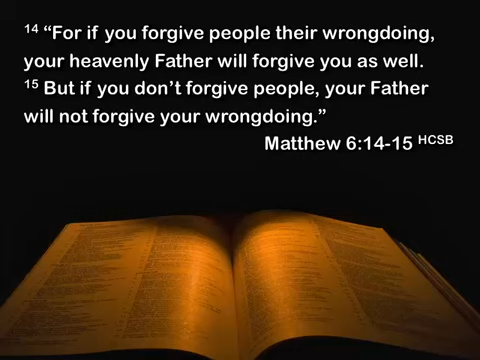 14 “For if you forgive people their wrongdoing,
your heavenly Father will forgive you as well.
15 But if you don’t forgive people, your Father
will not forgive your wrongdoing.”
Matthew 6:14-15 HCSB